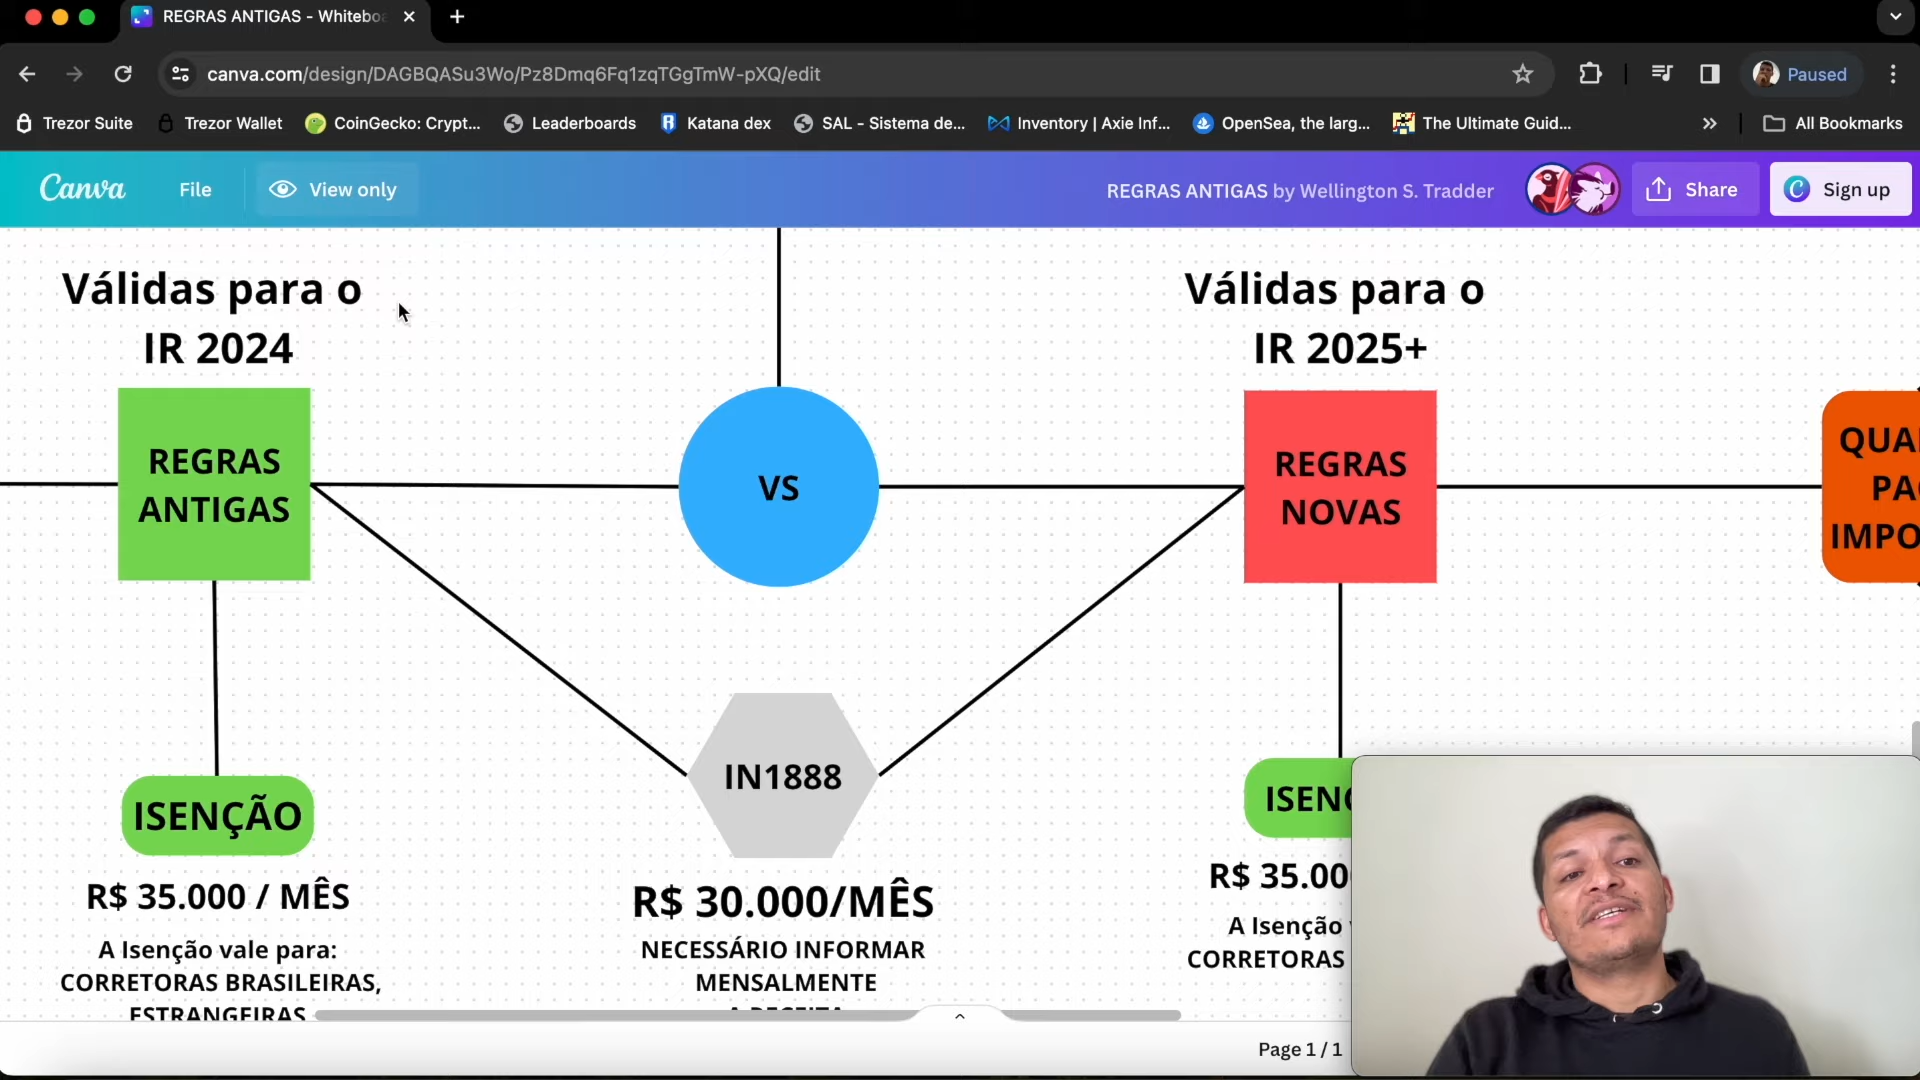 REGRAS ANTIGAS - Whitebo
canva.com/design/DAGBQASu3Wo/Pz8Dmq6Fq1zqTGgTmW-pXQ/edit
Paused
Trezor Suite
Trezor Wallet
CoinGecko: Crypt...
Leaderboards
Katana dex
SAL - Sistema de...
Inventory | Axie Inf...
OpenSea, the larg...
The Ultimate Guid...
All Bookmarks
Canva
File
View only
REGRAS ANTIGAS by Wellington S. Tradder
Share
Sign up
Válidas para o
IR 2024
REGRAS
ANTIGAS
ISENÇÃO
R$ 35.000 / MÊS
A Isenção vale para:
CORRETORAS BRASILEIRAS,
ESTRANGEIRAS
VS
IN1888
R$ 30.000/MÊS
NECESSÁRIO INFORMAR
MENSALMENTE
A RECEITA
Válidas para o
IR 2025+
REGRAS
NOVAS
ISENÇ
R$ 35.00
A Isenção
CORRETORAS
QUA
PA
IMPO
Page 1 / 1